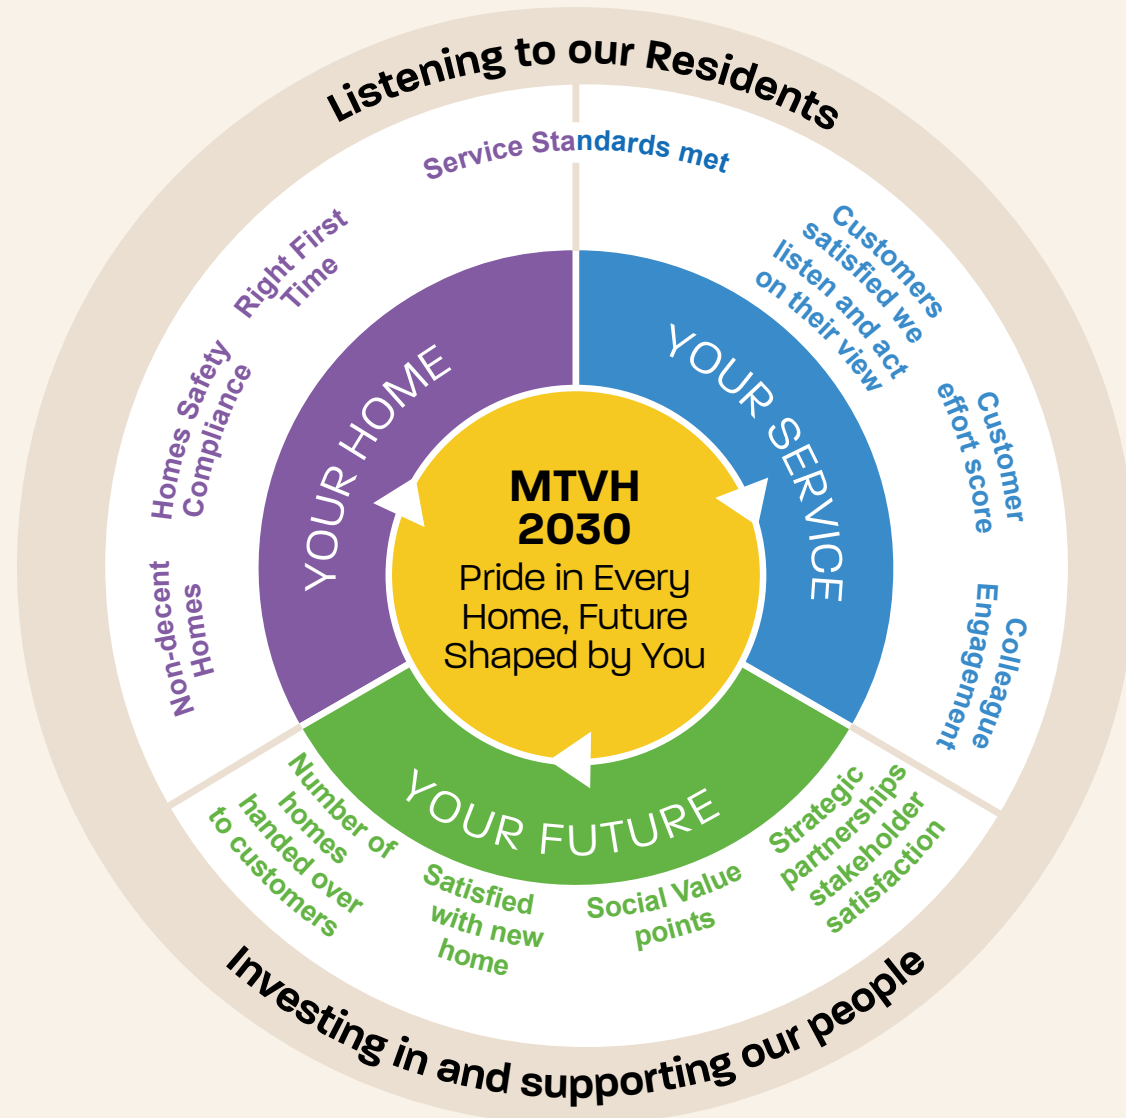 Listening to our Residents
Service Standards met
Right First
Time
Homes Safety
Compliance
Non-decent
Homes
Customers
satisfied we
listen and act
on their view
Customer
effort score
Colleague
Engagement
YOUR HOME
YOUR SERVICE
MTVH
2030
Pride in Every
Home, Future
Shaped by You
YOUR FUTURE
Number of
homes
handed over
to customers
Satisfied
with new
home
Social Value
points
Strategic
partnerships
stakeholder
satisfaction
Investing in and supporting our people